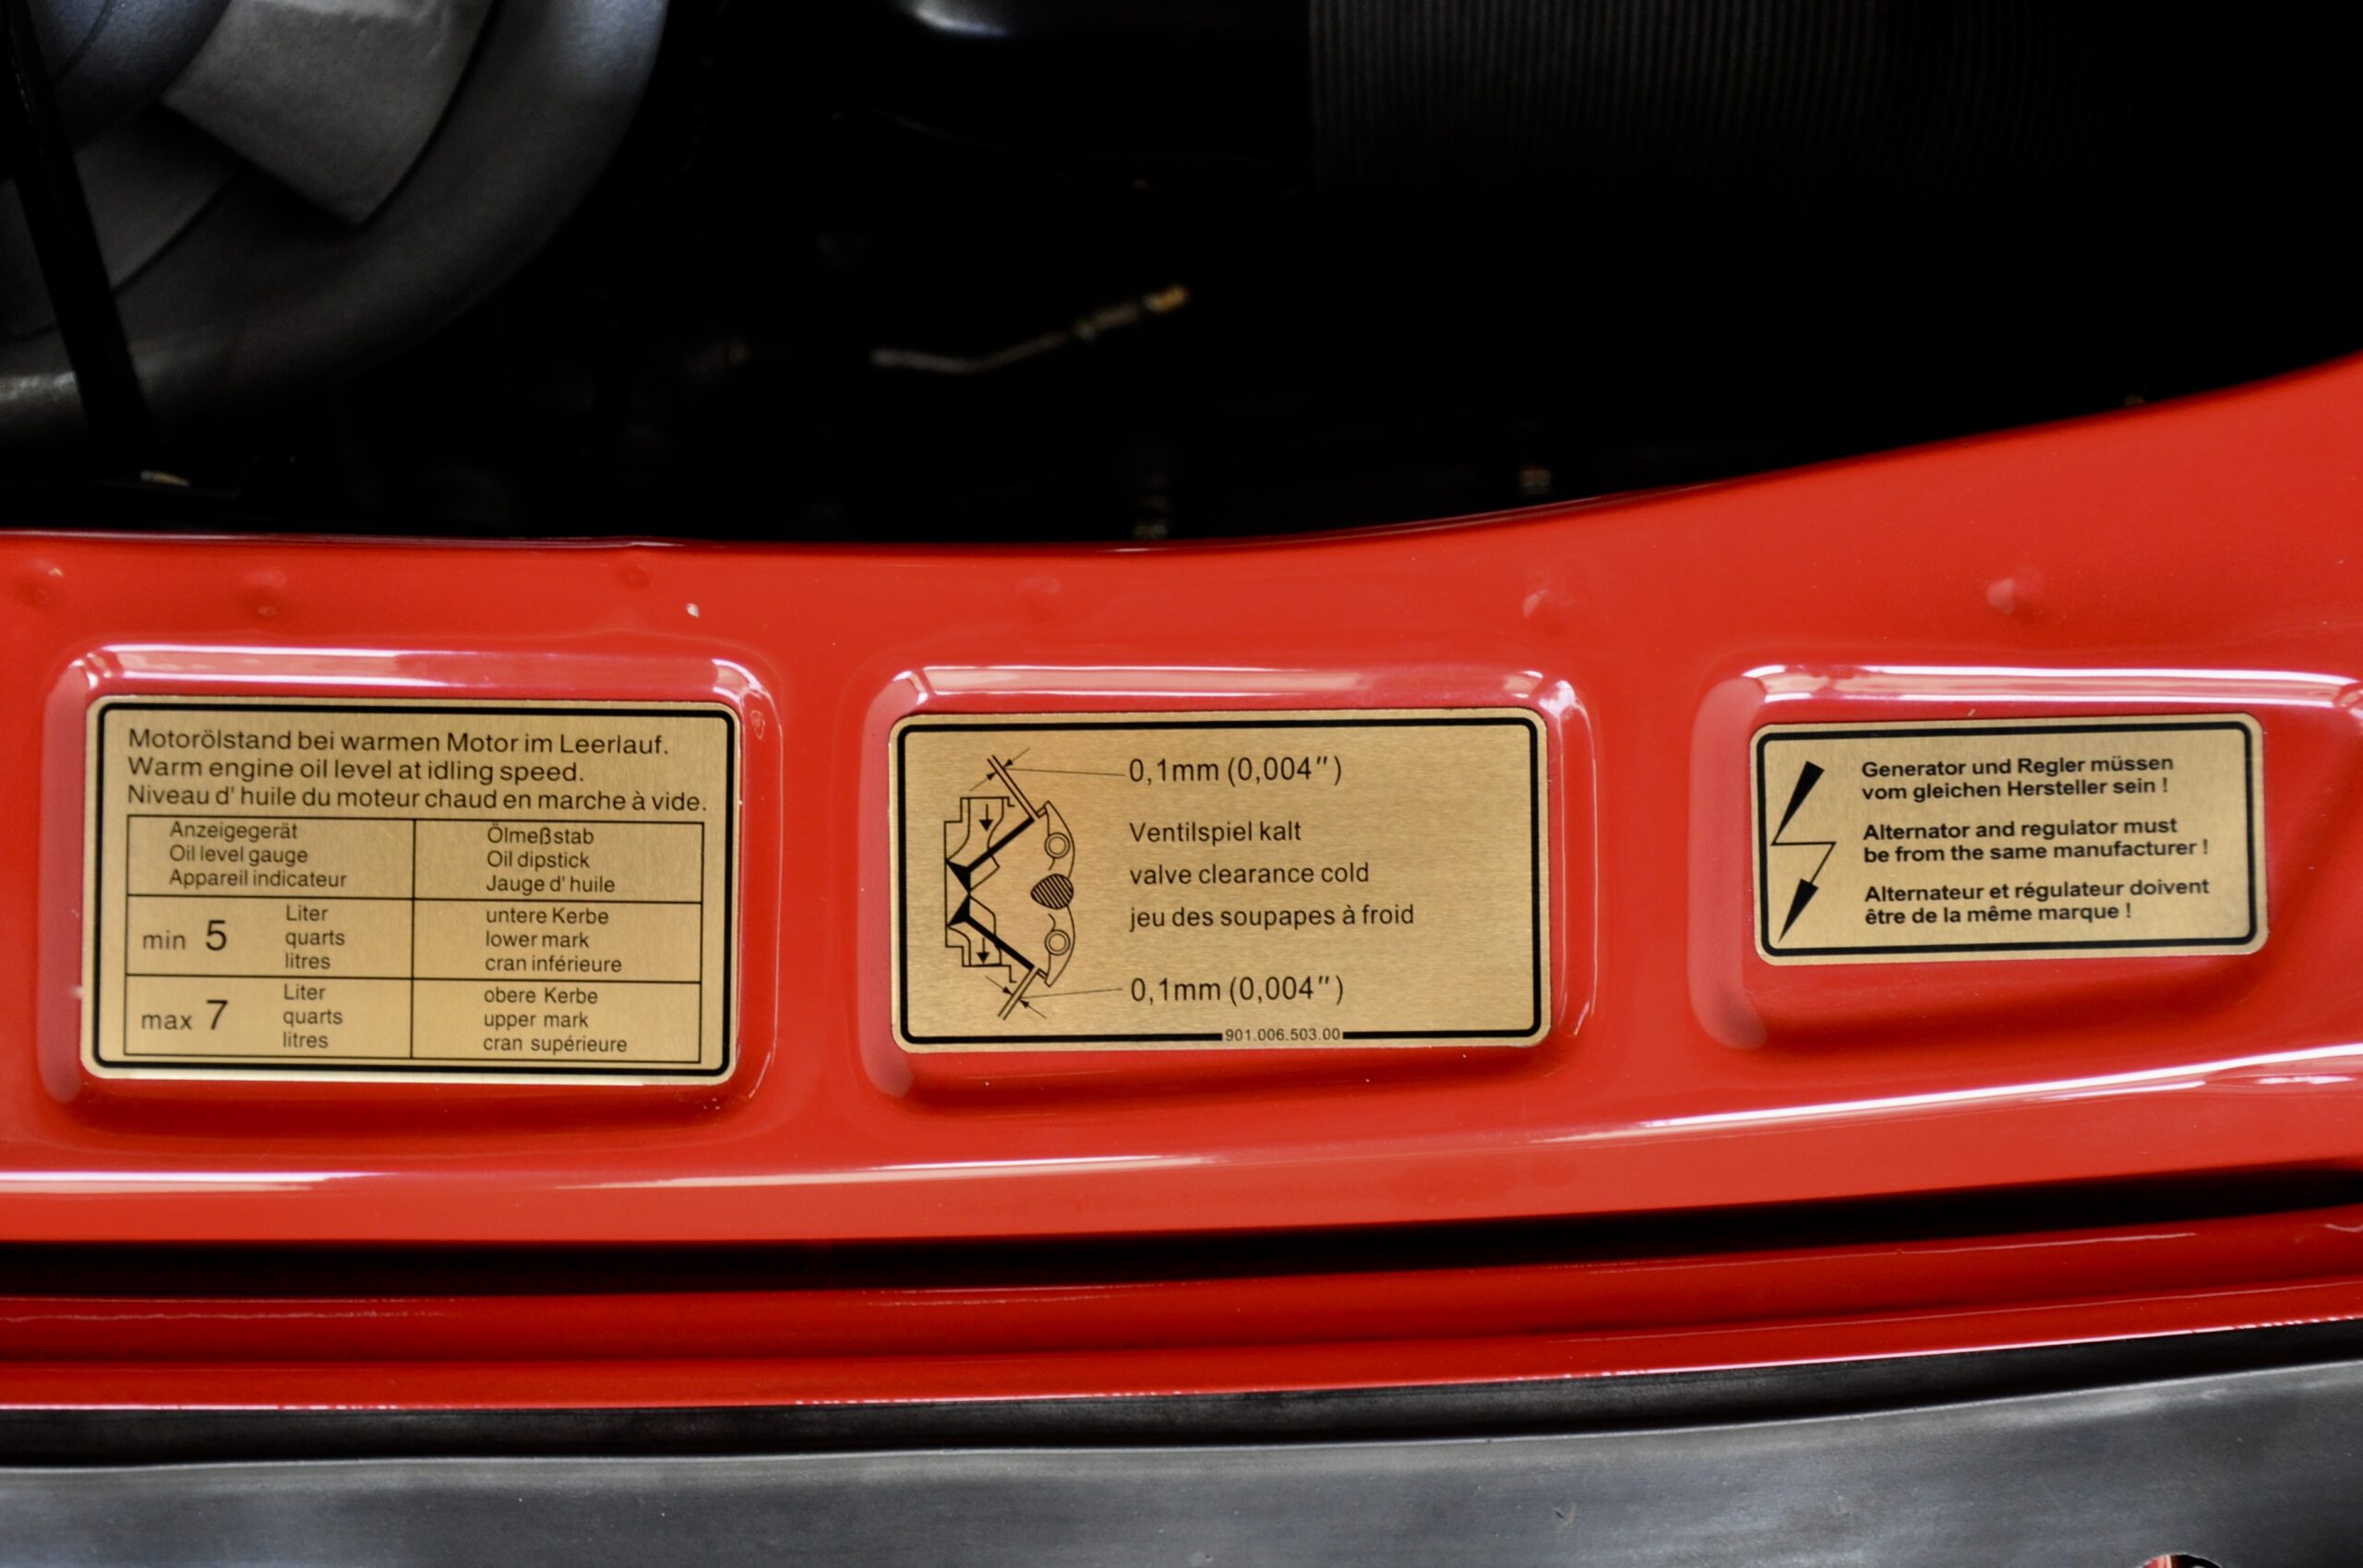 Motorölstand bei warmen Motor im Leerlauf.
Warm engine oil level at idling speed.
Niveau d' huile du moteur chaud en marche à vide.
Anzeigegerät
Oil level gauge
Appareil indicateur
Ölmeßstab
Oil dipstick
Jauge d' huile
min 5
Liter
quarts
litres
untere Kerbe
lower mark
cran inférieure
max 7
Liter
quarts
litres
obere Kerbe
upper mark
cran supérieure
0,1mm (0,004")
Ventilspiel kalt
valve clearance cold
jeu des soupapes à froid
0,1mm (0,004")
901.006.503.00
Generator und Regler müssen
vom gleichen Hersteller sein !
Alternator and regulator must
be from the same manufacturer !
Alternateur et régulateur doivent
être de la même marque !